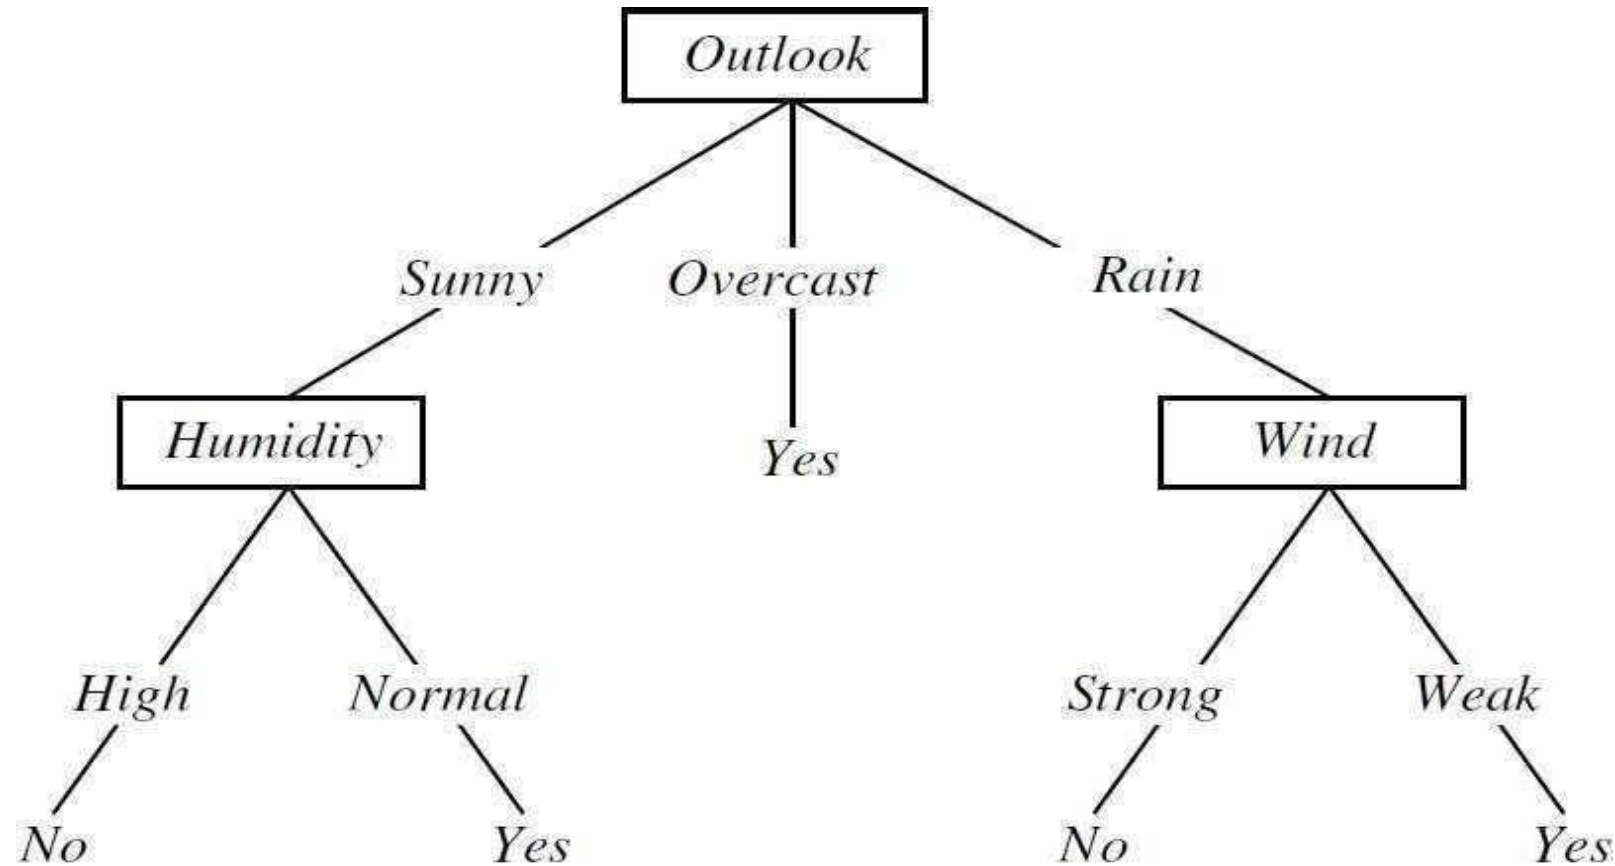 Outlook
Sunny Overcast Rain
Humidity Yes Wind
High Normal Strong Weak
No Yes No Yes